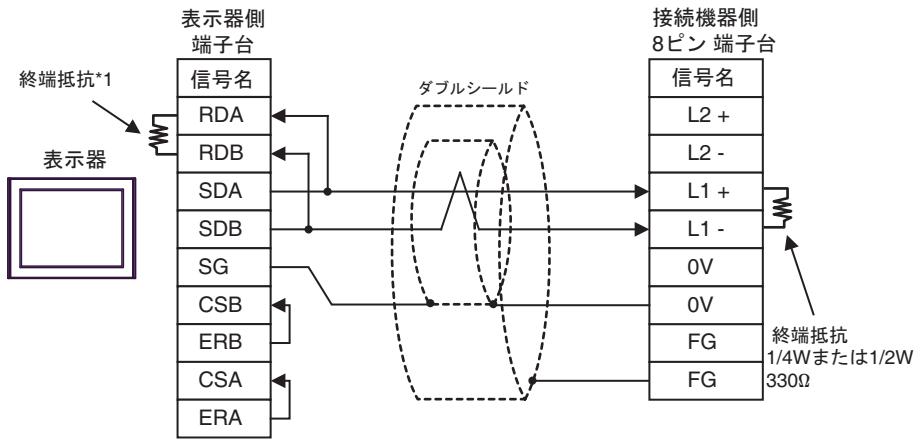 表示器側
端子台
接続機器側
8ピン 端子台
終端抵抗*1
表示器
信号名
RDA
RDB
SDA
SDB
SG
CSB
ERB
CSA
ERA
ダブルシールド
信号名
L2 +
L2 -
L1 +
L1 -
0V
0V
FG
FG
終端抵抗
1/4Wまたは1/2W
330Ω